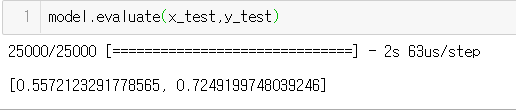 1 model.evaluate(x_test,y_test)
25000/25000 [==============================] - 2s 63us/step
[0.5572123291778565, 0.7249199748039246]